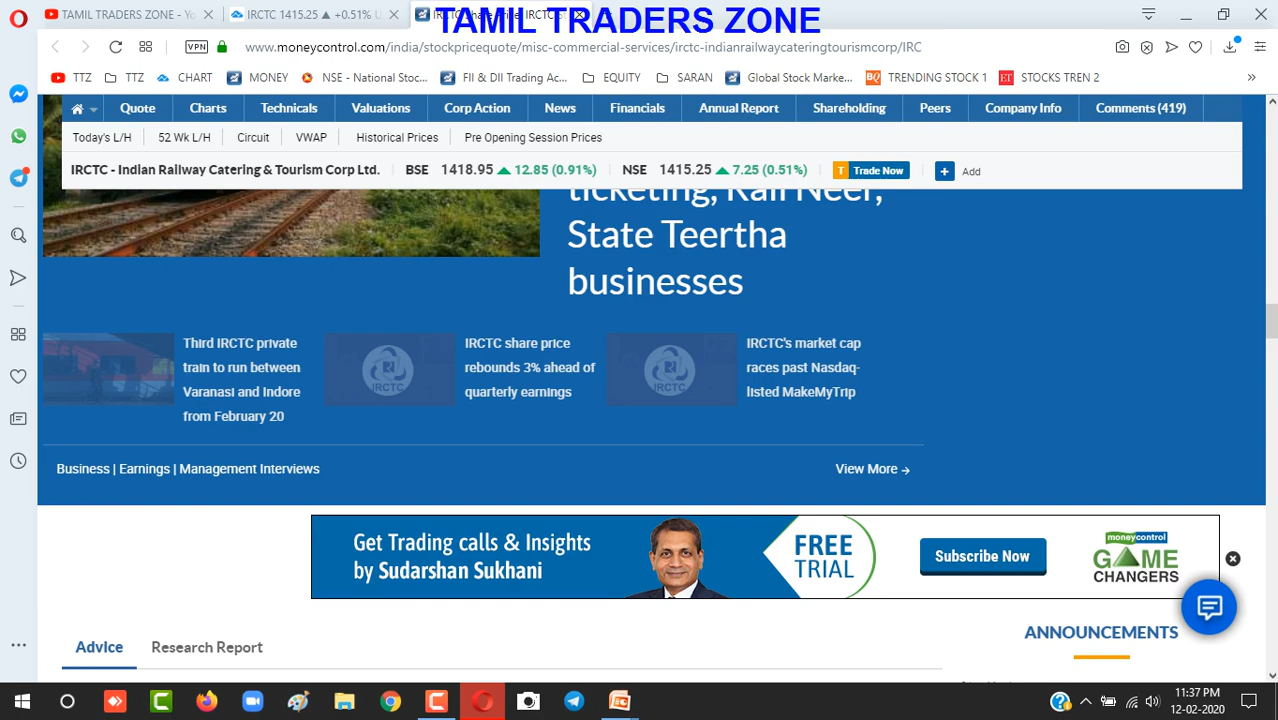 TAMIL TRADERS ZONE
TAMIL TRADERS ZONE - Yo
IRCTC 1415.25 ▲ +0.51% U
VPN
www.moneycontrol.com/india/stockpricequote/misc-commercial-services/irctc-indianrailwaycateringtourismcorp/IRC
TTZ
TTZ
CHART
MONEY
NSE - National Stoc...
FII & DII Trading Ac...
EQUITY
SARAN
Global Stock Marke...
BQ TRENDING STOCK 1
ET STOCKS TREN 2
Quote
Charts
Technicals
Valuations
Corp Action
News
Financials
Annual Report
Shareholding
Peers
Company Info
Comments (419)
Today's L/H
52 Wk L/H
Circuit
VWAP
Historical Prices
Pre Opening Session Prices
IRCTC - Indian Railway Catering & Tourism Corp Ltd.
BSE 1418.95 ▲ 12.85 (0.91%)
NSE 1415.25 ▲ 7.25 (0.51%)
T Trade Now
+ Add
ticketing, Rail Neer,
State Teertha
businesses
Third IRCTC private
train to run between
Varanasi and Indore
from February 20
IRCTC
IRCTC share price
rebounds 3% ahead of
quarterly earnings
IRCTC
IRCTC's market cap
races past Nasdaq-
listed MakeMyTrip
Business | Earnings | Management Interviews
View More →
Get Trading calls & Insights
by Sudarshan Sukhani
FREE
TRIAL
Subscribe Now
moneycontrol
GAME
CHANGERS
Advice
Research Report
ANNOUNCEMENTS
11:37 PM
12-02-2020